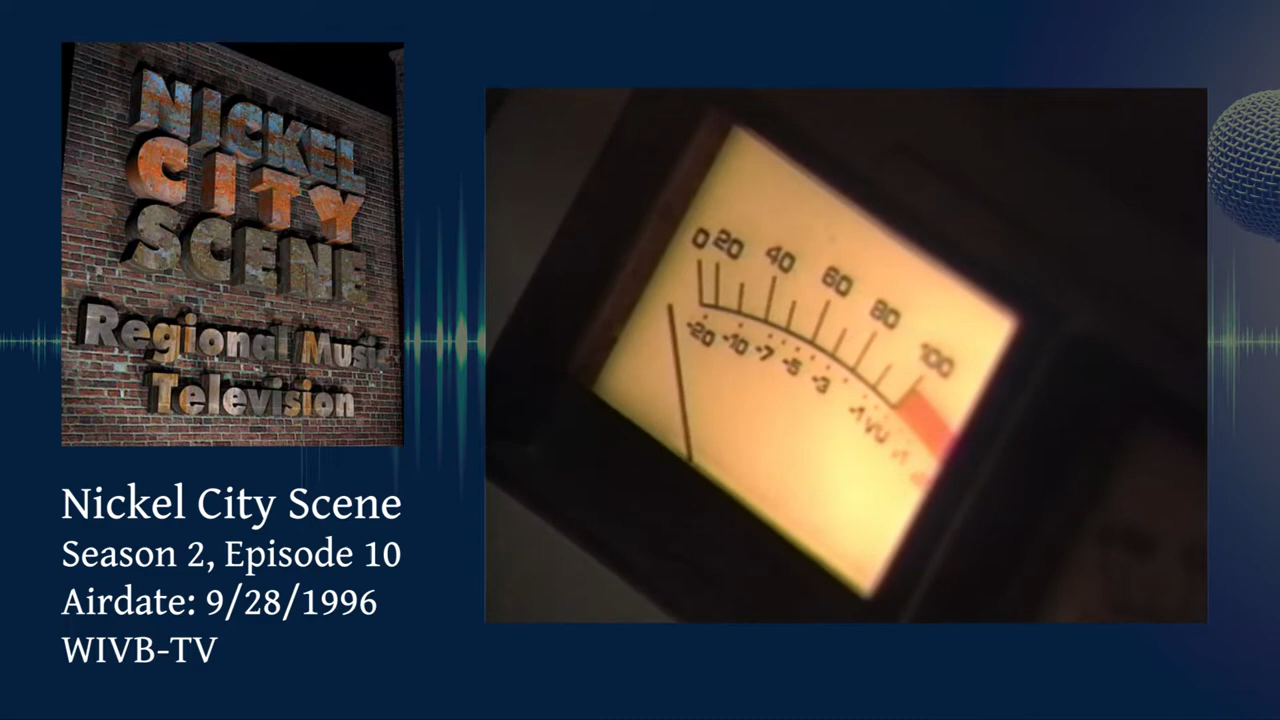 NICKEL
CITY
SCENE
Regional Music
Television
Nickel City Scene
Season 2, Episode 10
Airdate: 9/28/1996
WIVB-TV
0 20 40 60 80 100
-20 -10 -7 -5 -3 -1 VU